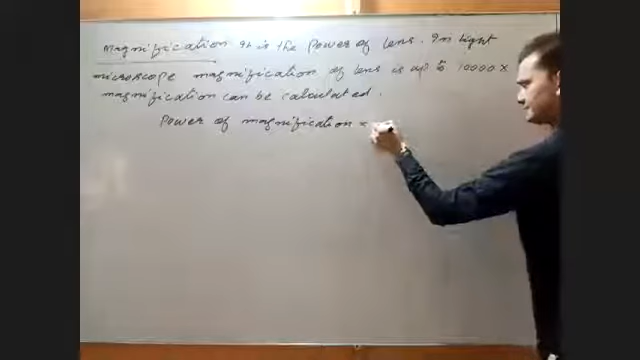 Magnification It is the Power of lens. In light
microscope magnification of lens is up to 10000 X
magnification can be calculated.
Power of magnification =